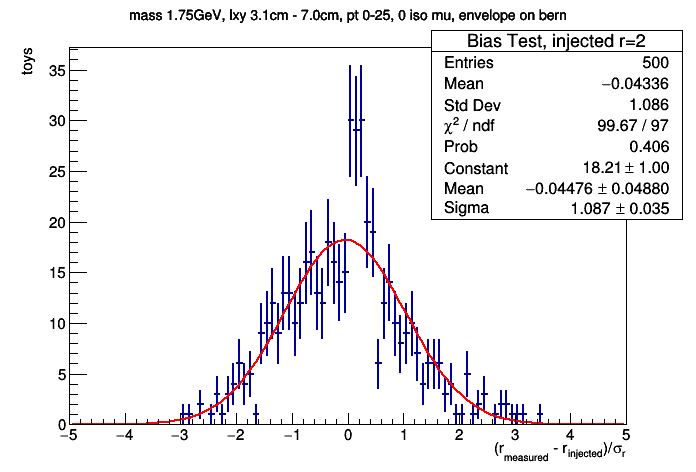 mass 1.75GeV, lxy 3.1cm - 7.0cm, pt 0-25, 0 iso mu, envelope on bern
toys
Bias Test, injected r=2
Entries 500
Mean −0.04336
Std Dev 1.086
χ² / ndf 99.67 / 97
Prob 0.406
Constant 18.21 ± 1.00
Mean −0.04476 ± 0.04880
Sigma 1.087 ± 0.035
35
30
25
20
15
10
5
0
−5 −4 −3 −2 −1 0 1 2 3 4 5
(r_measured - r_injected)/σ_r